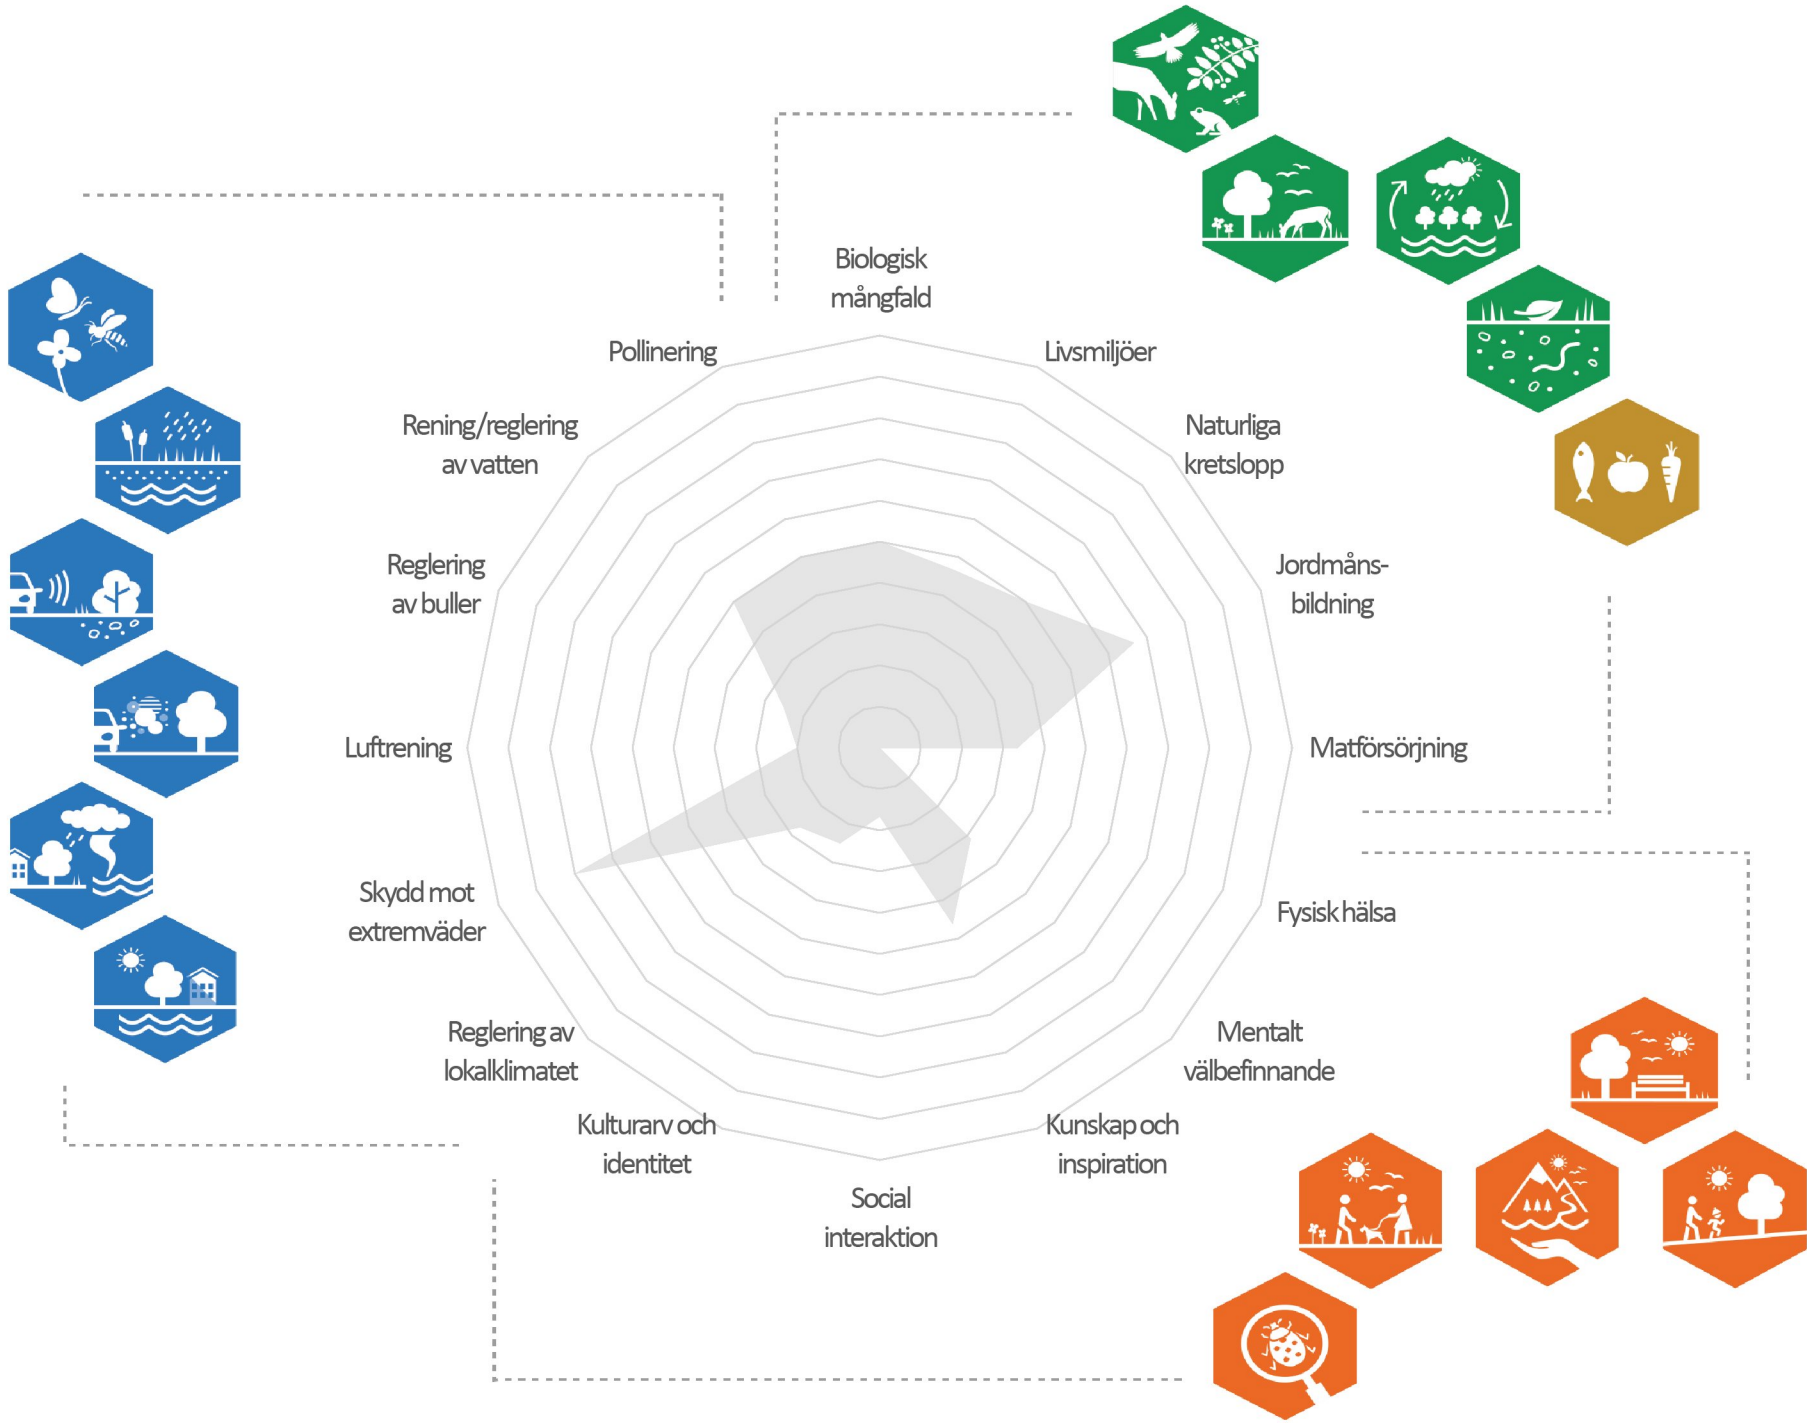 Biologisk
mångfald
Livsmiljöer
Naturliga
kretslopp
Jordmåns-
bildning
Matförsörjning
Fysisk hälsa
Mentalt
välbefinnande
Kunskap och
inspiration
Social
interaktion
Kulturarv och
identitet
Reglering av
lokalklimatet
Skydd mot
extremväder
Luftrening
Reglering
av buller
Rening/reglering
av vatten
Pollinering